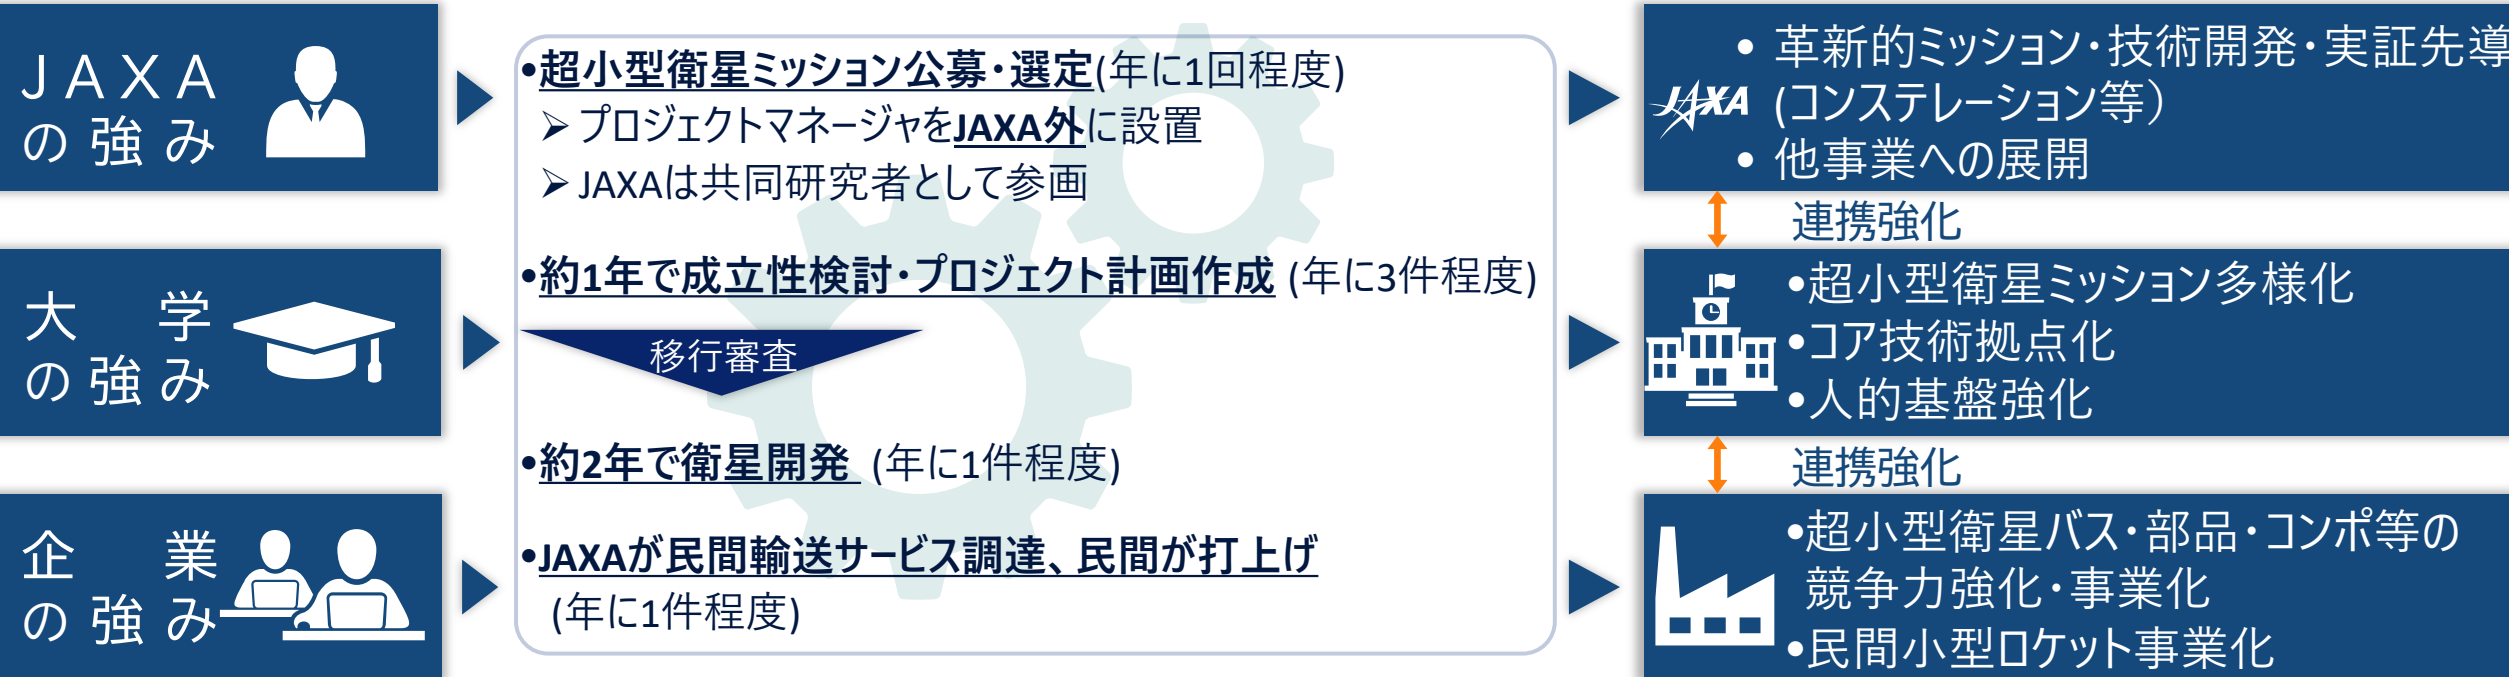 JAXA
の強み
大学
の強み
企業
の強み
•超小型衛星ミッション公募・選定(年に1回程度)
➢プロジェクトマネージャをJAXA外に設置
➢JAXAは共同研究者として参画
•約1年で成立性検討・プロジェクト計画作成 (年に3件程度)
移行審査
•約2年で衛星開発 (年に1件程度)
•JAXAが民間輸送サービス調達、民間が打上げ
(年に1件程度)
JAXA
• 革新的ミッション・技術開発・実証先導
(コンステレーション等）
• 他事業への展開
連携強化
•超小型衛星ミッション多様化
•コア技術拠点化
•人的基盤強化
連携強化
•超小型衛星バス・部品・コンポ等の
競争力強化・事業化
•民間小型ロケット事業化